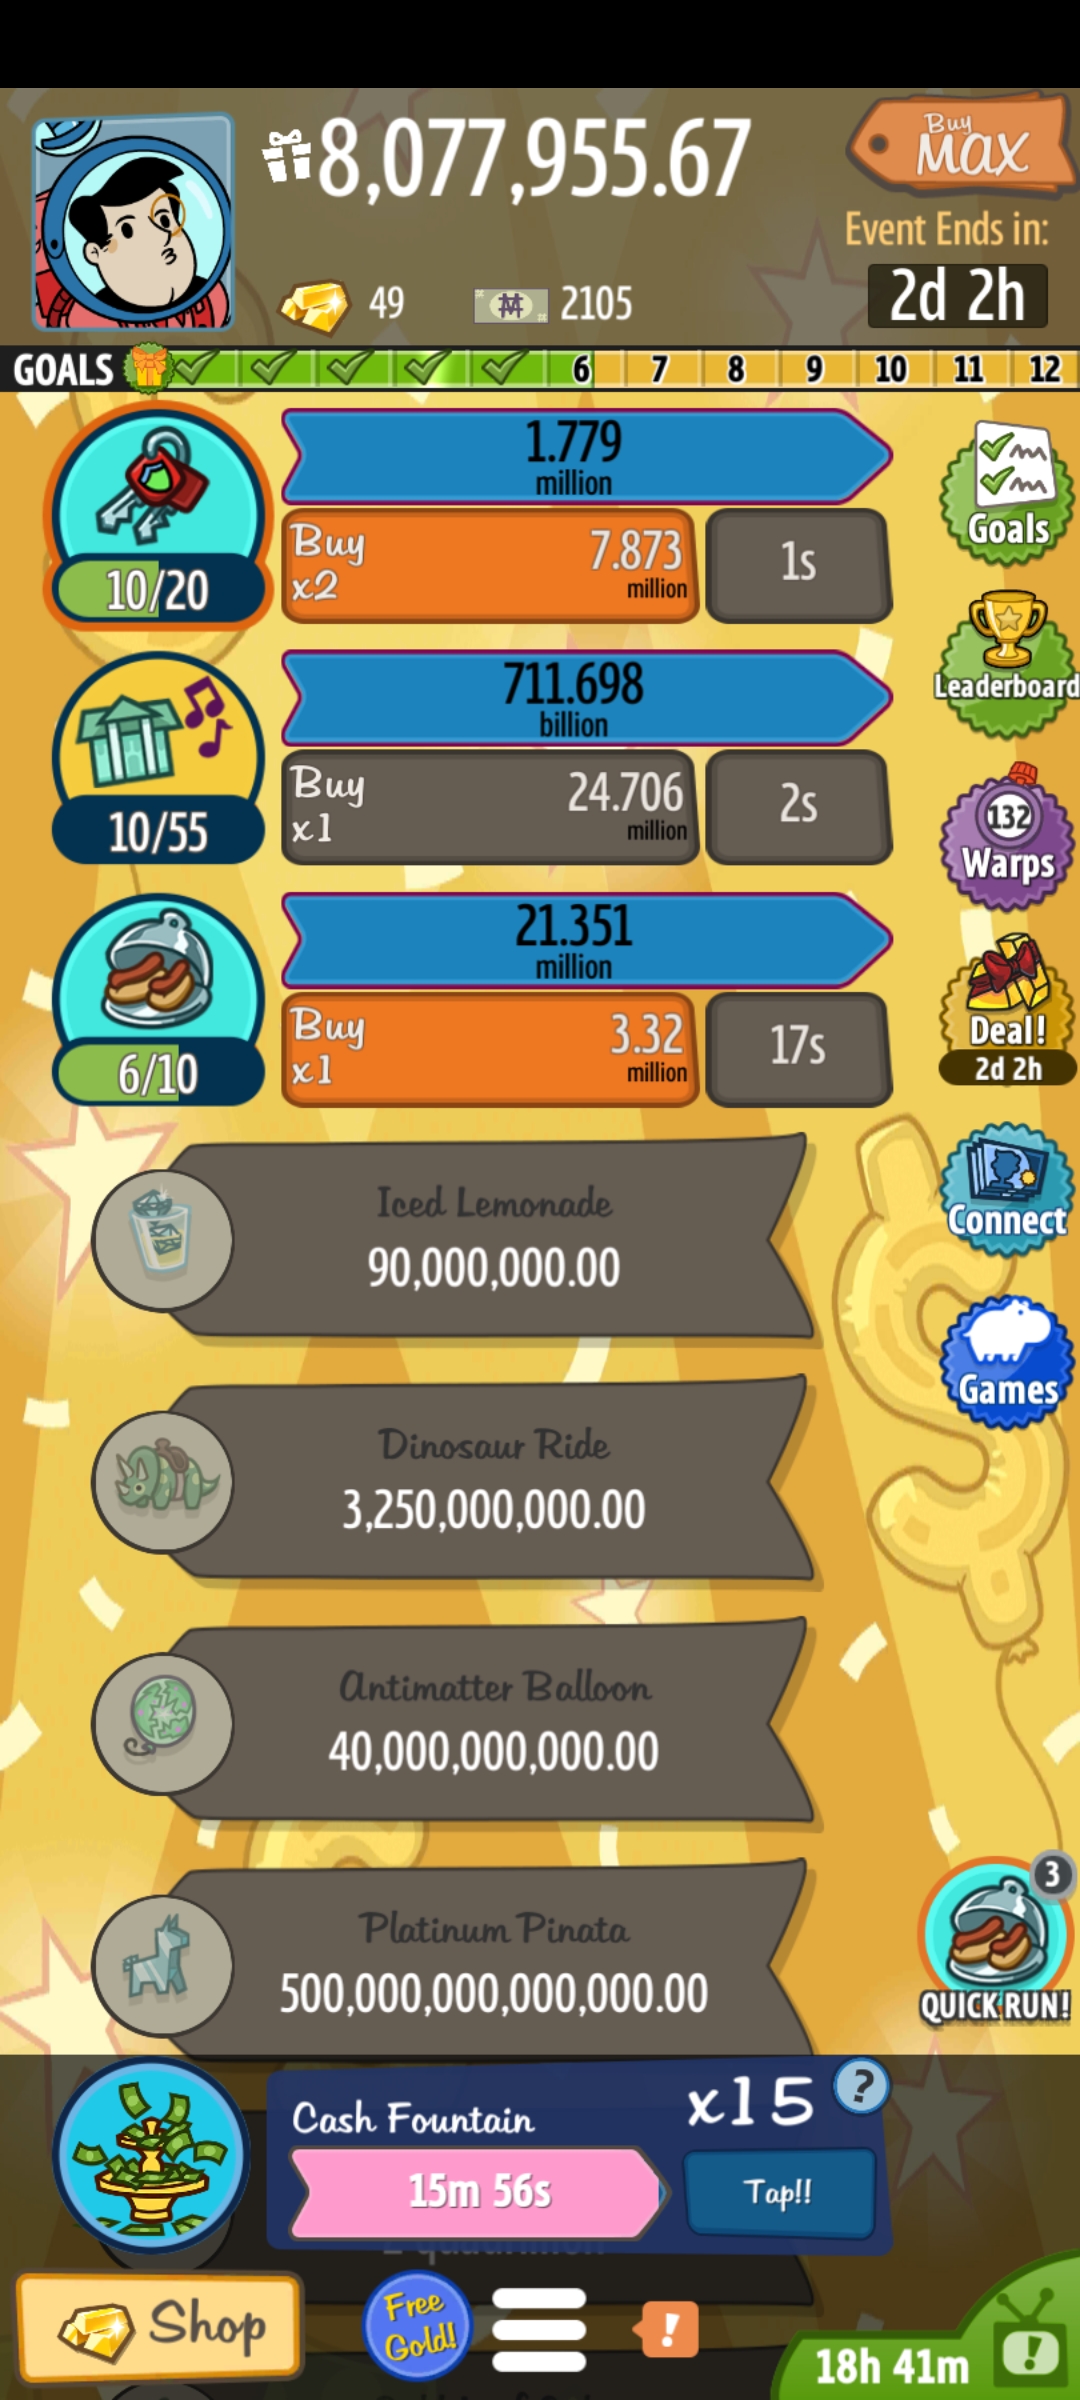 8,077,955.67
Buy
MAX
Event Ends in:
49
2105
2d 2h
GOALS 6 7 8 9 10 11 12
1.779
million
Buy
x2
7.873
million
1s
10/20
Goals
Leaderboard
711.698
billion
Buy
x1
24.706
million
2s
10/55
132
Warps
21.351
million
Buy
x1
3.32
million
17s
6/10
Deal!
2d 2h
Iced Lemonade
90,000,000.00
Connect
Dinosaur Ride
3,250,000,000.00
Games
Antimatter Balloon
40,000,000,000.00
Platinum Pinata
500,000,000,000,000.00
3
QUICK RUN!
Cash Fountain
x15
?
15m 56s
Tap!!
Shop
Free
Gold!
!
18h 41m
!